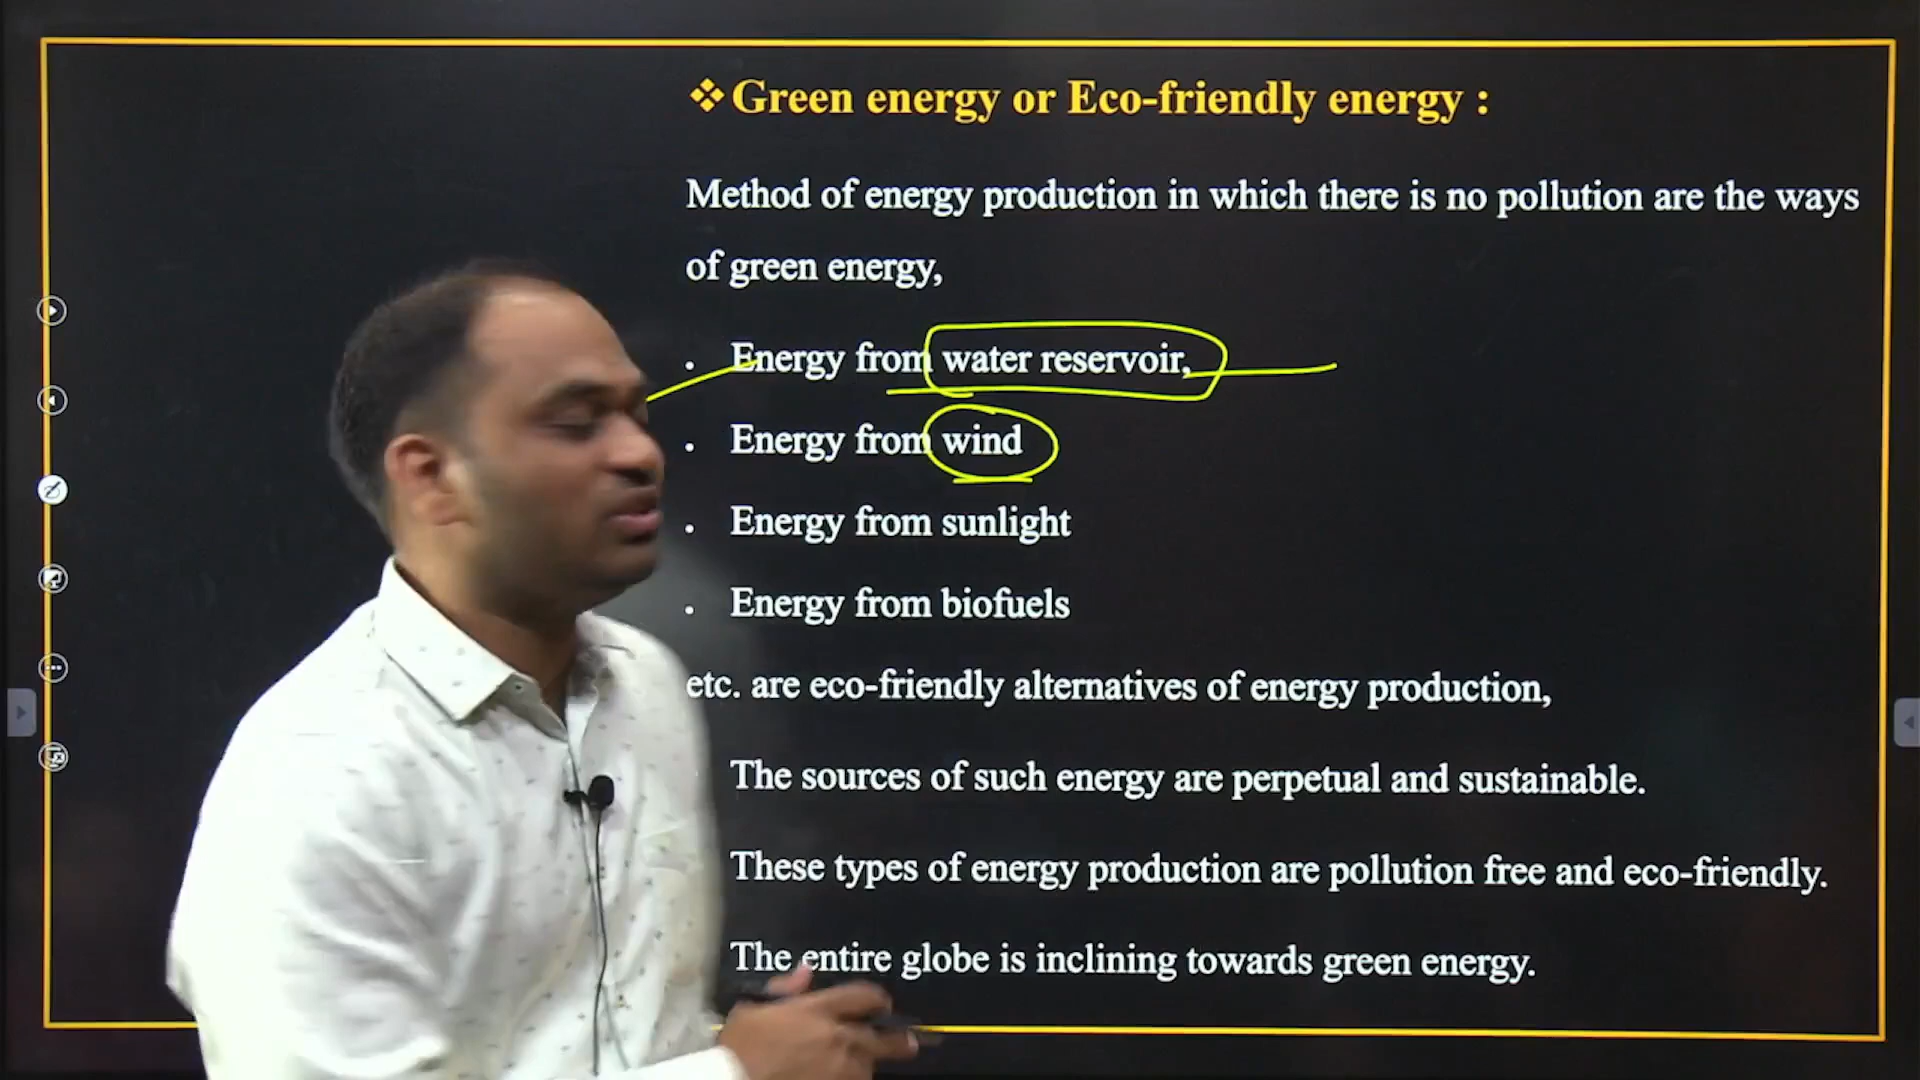 ❖ Green energy or Eco-friendly energy :
Method of energy production in which there is no pollution are the ways
of green energy,
. Energy from water reservoir,
. Energy from wind
. Energy from sunlight
. Energy from biofuels
etc. are eco-friendly alternatives of energy production,
The sources of such energy are perpetual and sustainable.
These types of energy production are pollution free and eco-friendly.
The entire globe is inclining towards green energy.